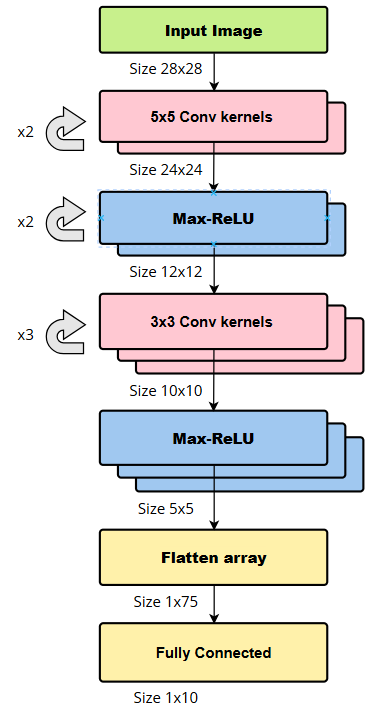 Input Image
Size 28x28
x2
5x5 Conv kernels
Size 24x24
x2
Max-ReLU
Size 12x12
x3
3x3 Conv kernels
Size 10x10
Max-ReLU
Size 5x5
Flatten array
Size 1x75
Fully Connected
Size 1x10